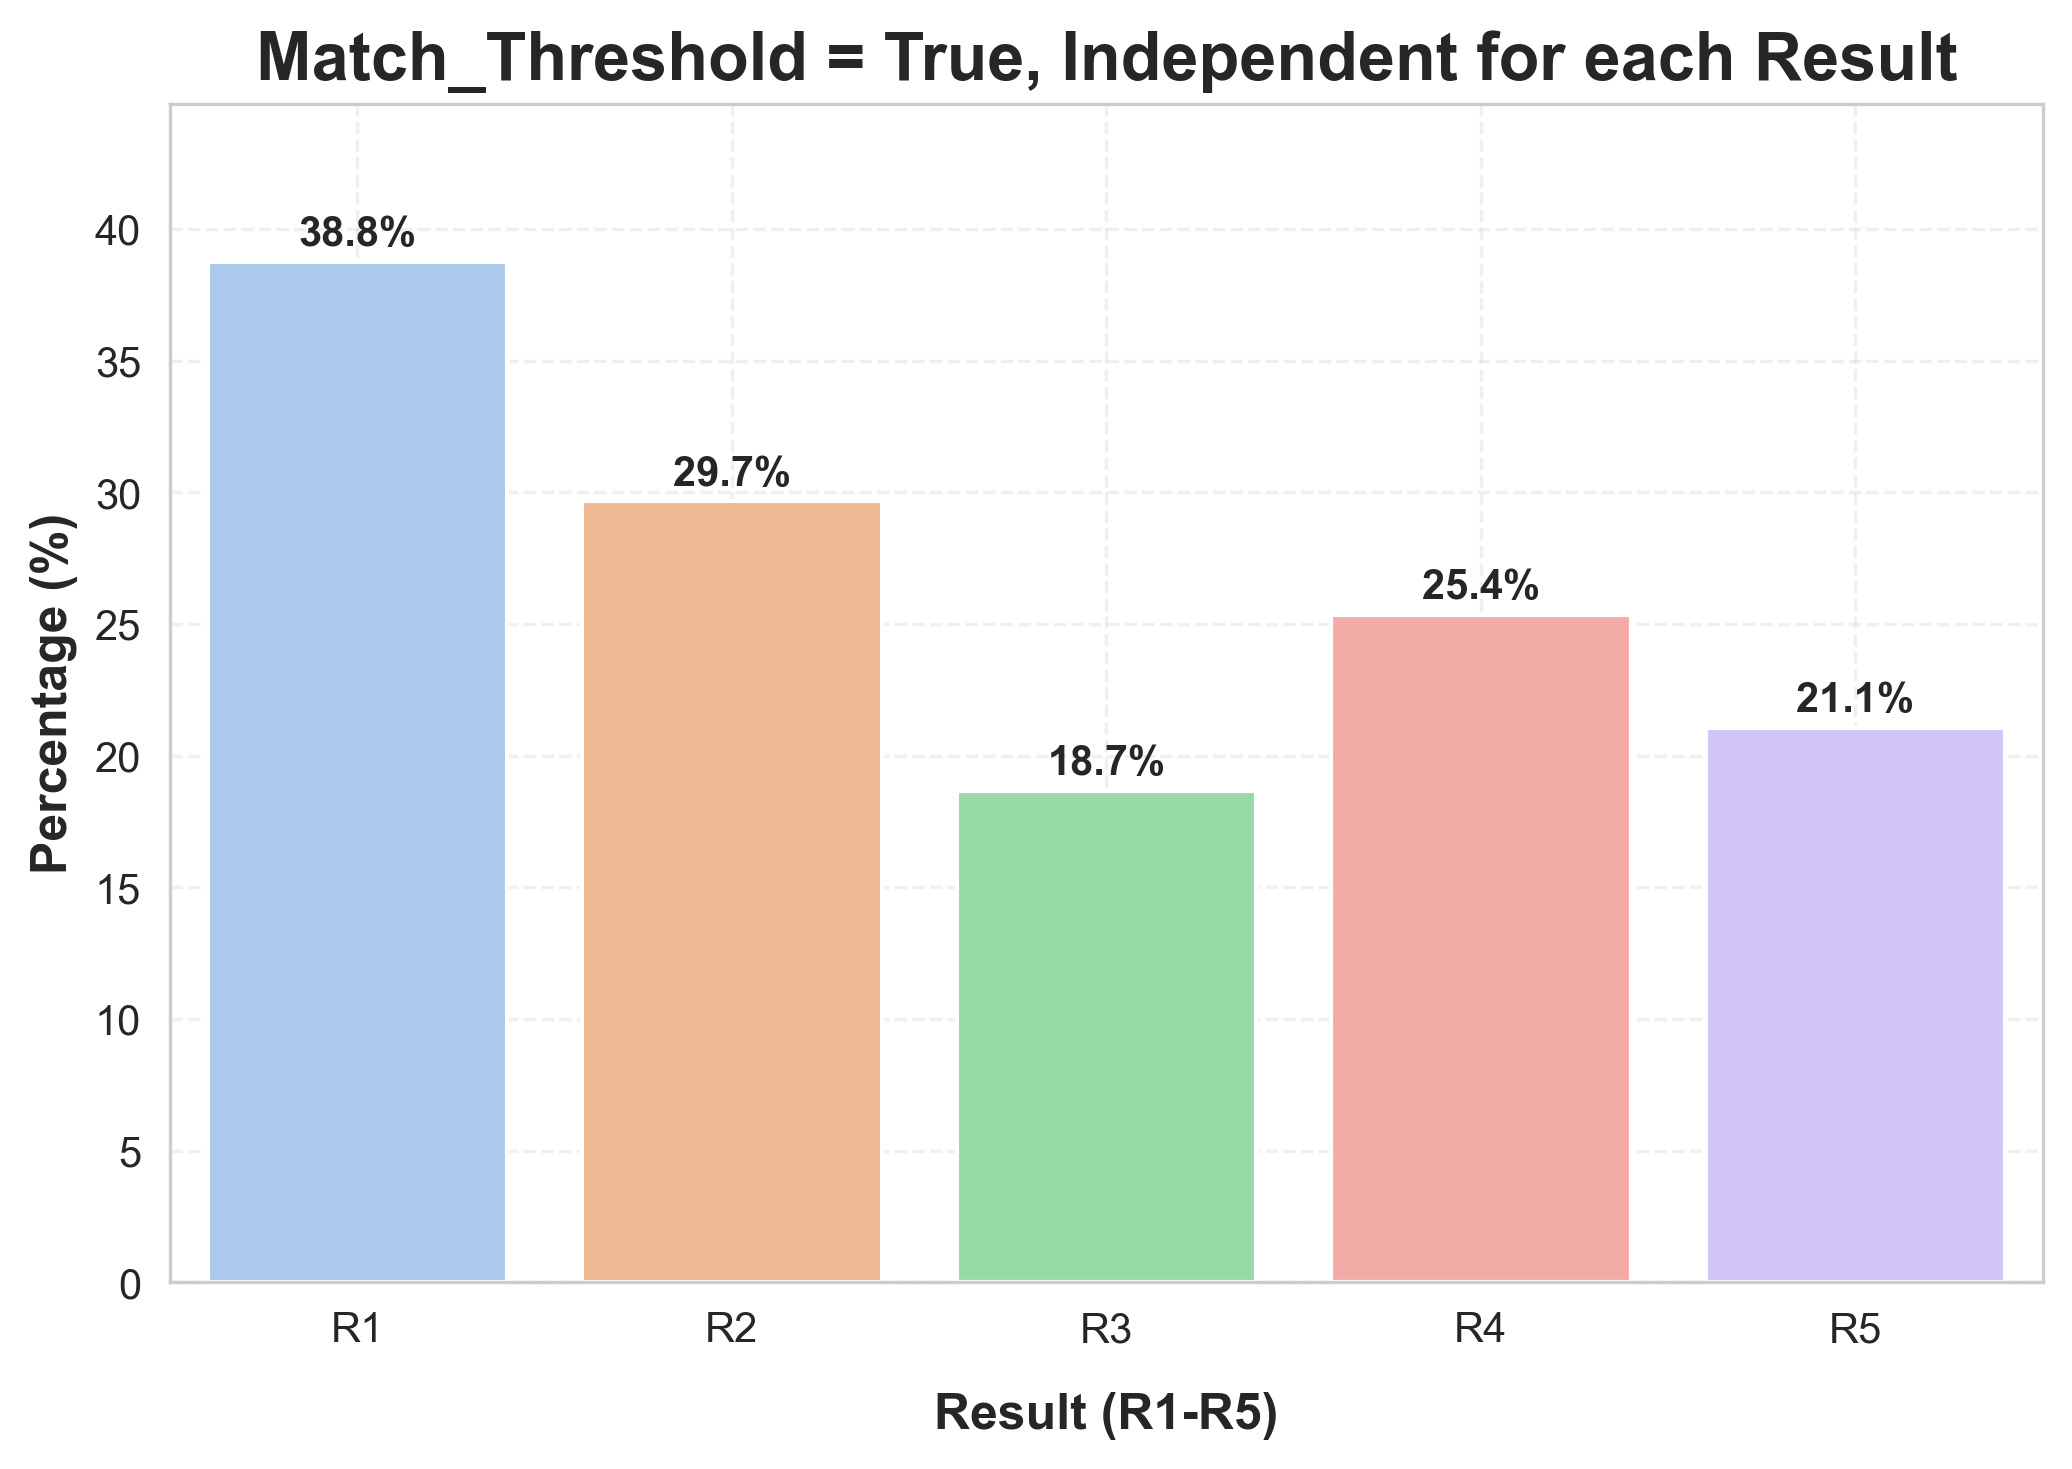 Match_Threshold = True, Independent for each Result
Percentage (%)
40
35
30
25
20
15
10
5
0
38.8%
29.7%
18.7%
25.4%
21.1%
R1
R2
R3
R4
R5
Result (R1-R5)